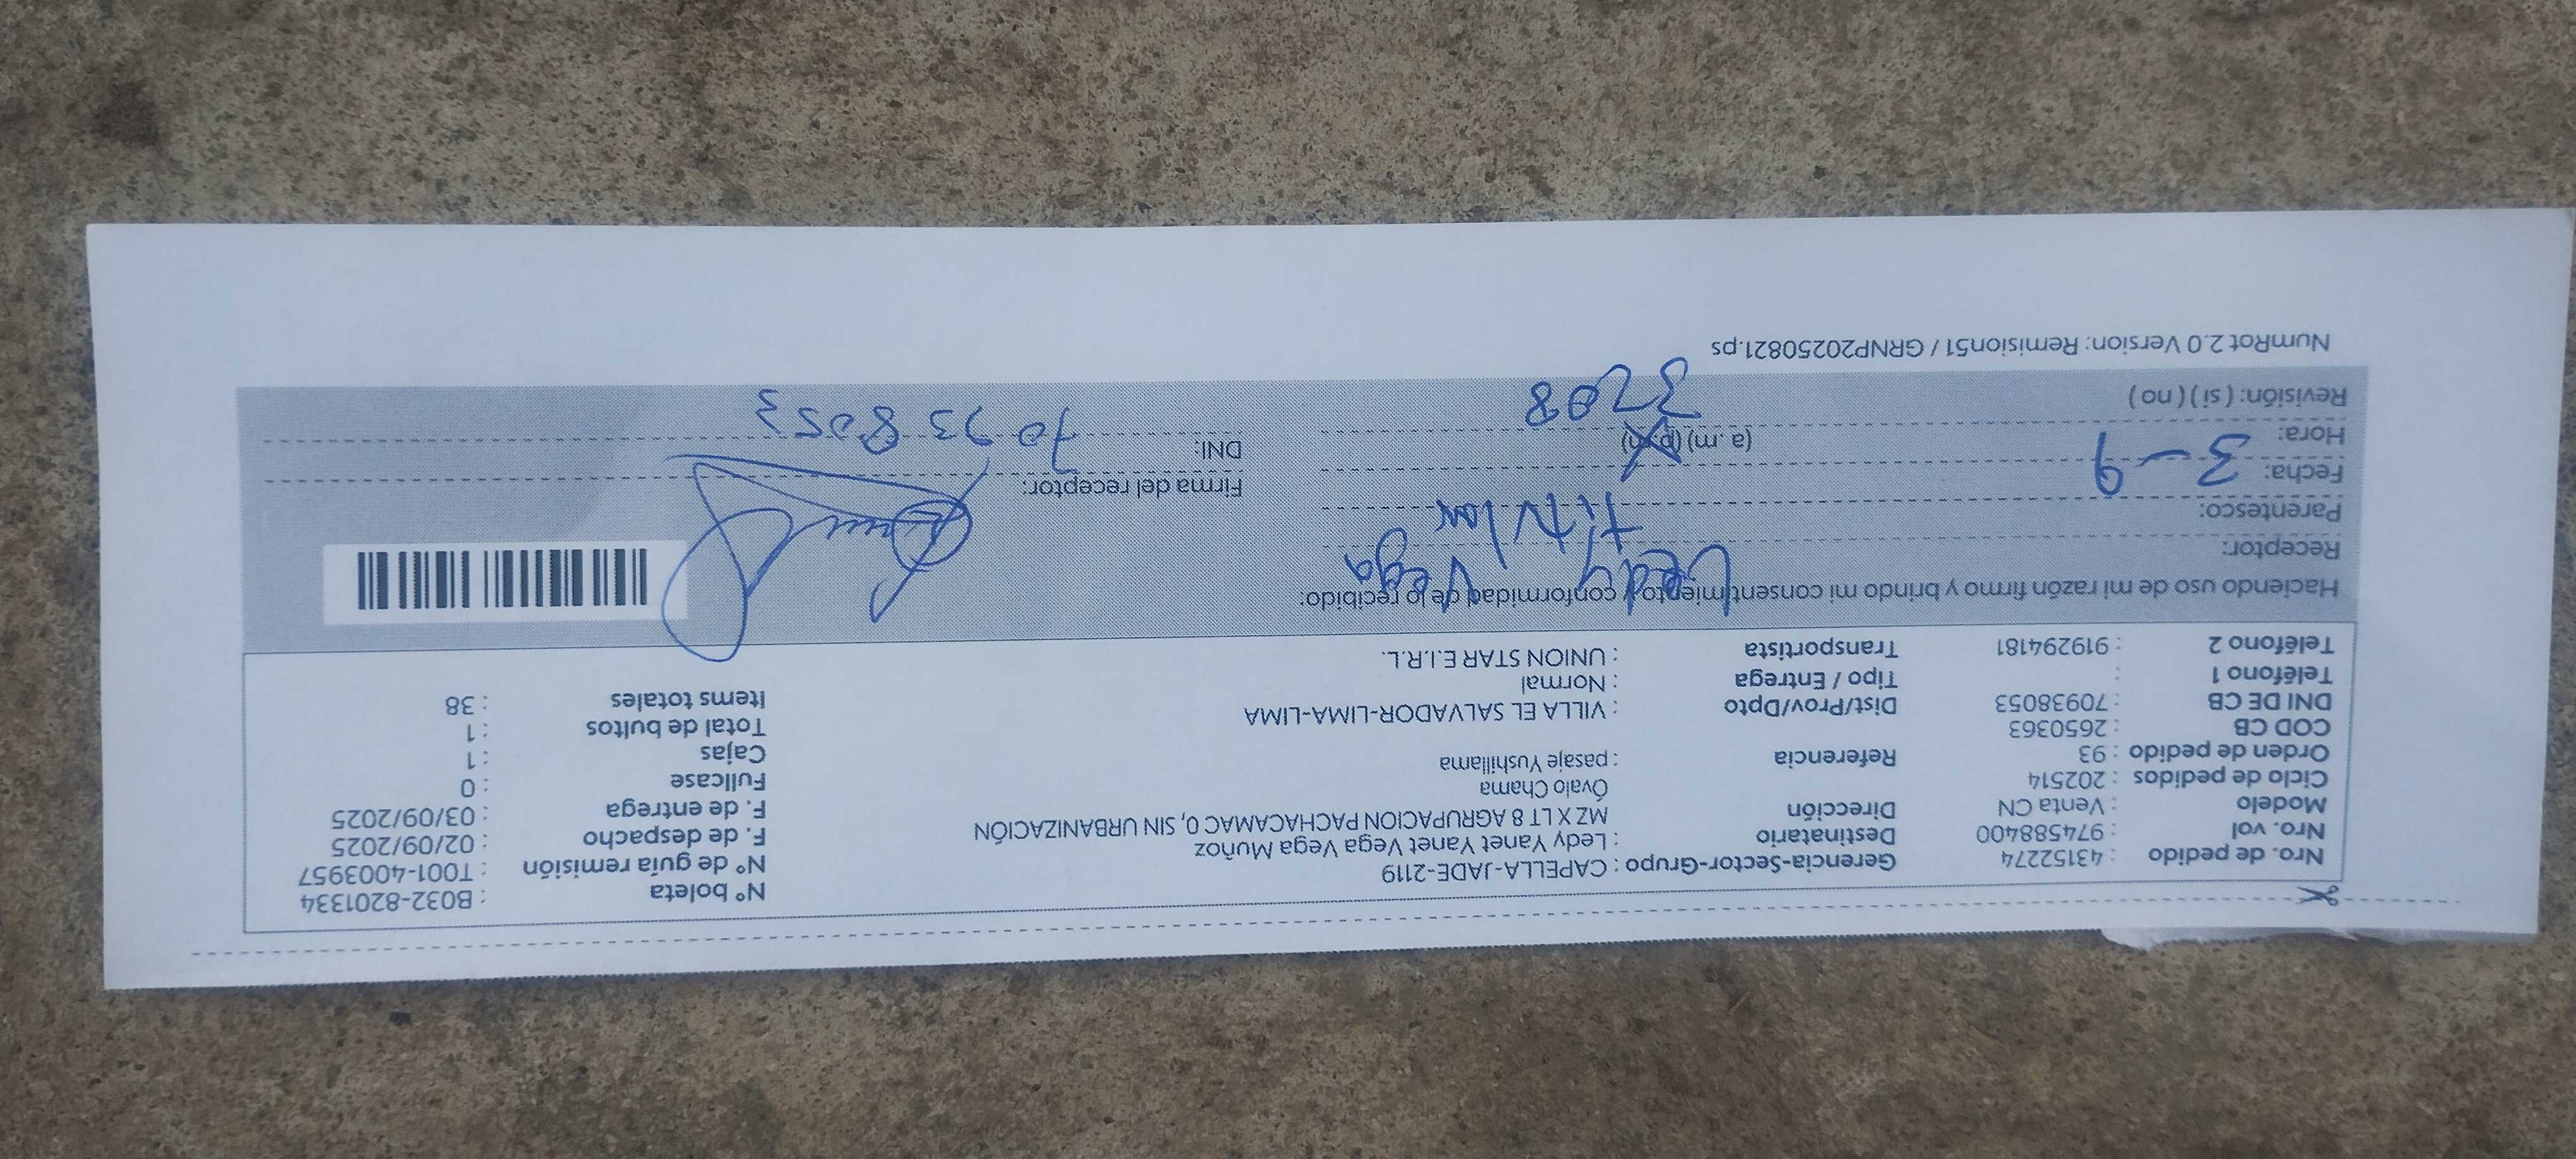 Nro. de pedido : 43152274 Gerencia-Sector-Grupo : CAPELLA-JADE-2119 N° boleta : B032-8201334
Nro. vol : 974588400 Destinatario : Ledy Yanet Yanet Vega Vega Muñoz N° de guía remisión : T001-4003957
Modelo : Venta CN Dirección MZ X LT 8 AGRUPACION PACHACAMAC 0, SIN URBANIZACIÓN F. de despacho : 02/09/2025
Ciclo de pedidos : 202514 Óvalo Chama F. de entrega : 03/09/2025
Orden de pedido : 93 Referencia : pasaje Yushillama Fullcase : 0
COD CB : 2650363 Cajas : 1
DNI DE CB : 70938053 Dist/Prov/Dpto : VILLA EL SALVADOR-LIMA-LIMA Total de bultos : 1
Teléfono 1 : Tipo / Entrega : Normal Items totales : 38
Teléfono 2 : 919294181 Transportista : UNION STAR E.I.R.L.
Haciendo uso de mi razón firmo y brindo mi consentimiento y conformidad de lo recibido:
Receptor: Ledy Vega
Parentesco: titular
Fecha: 3-9 Firma del receptor:
Hora: (a.m) (p.m) DNI: 70938053
Revisión: ( si ) ( no ) 3208
NumRot 2.0 Version: Remision51 / GRNP20250821.ps